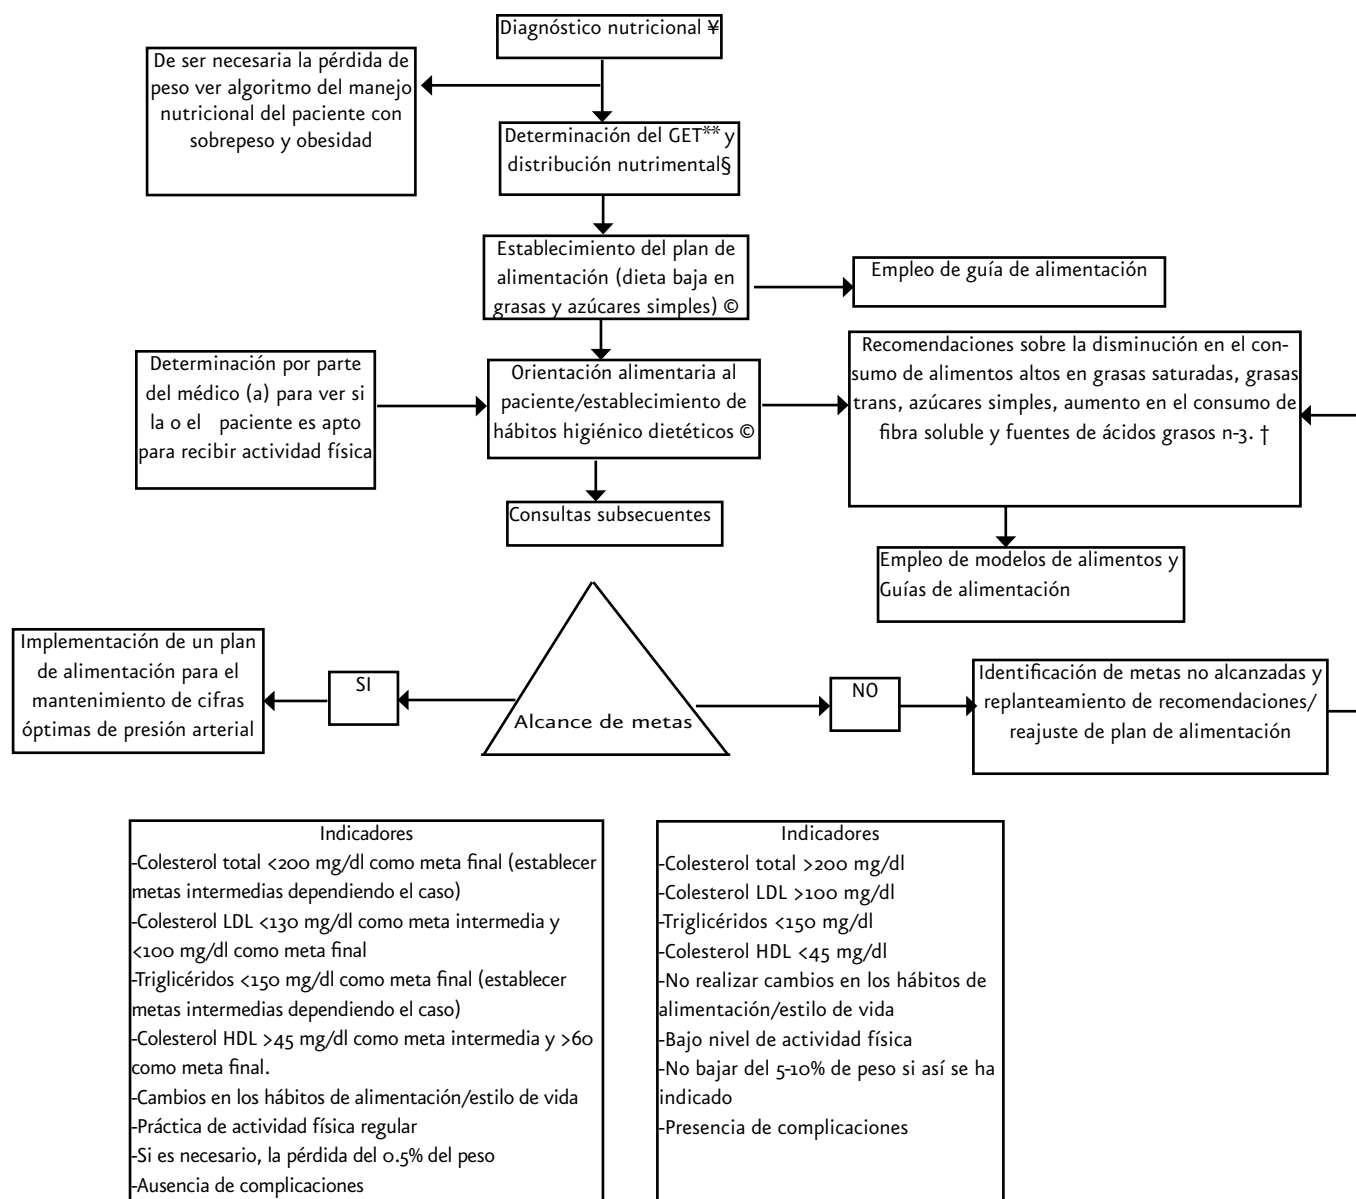 Diagnóstico nutricional ¥
De ser necesaria la pérdida de
peso ver algoritmo del manejo
nutricional del paciente con
sobrepeso y obesidad
Determinación del GET** y
distribución nutrimental§
Establecimiento del plan de
alimentación (dieta baja en
grasas y azúcares simples) ©
Empleo de guía de alimentación
Determinación por parte
del médico (a) para ver si
la o el paciente es apto
para recibir actividad física
Orientación alimentaria al
paciente/establecimiento de
hábitos higiénico dietéticos ©
Recomendaciones sobre la disminución en el con-
sumo de alimentos altos en grasas saturadas, grasas
trans, azúcares simples, aumento en el consumo de
fibra soluble y fuentes de ácidos grasos n-3. †
Consultas subsecuentes
Empleo de modelos de alimentos y
Guías de alimentación
Implementación de un plan
de alimentación para el
mantenimiento de cifras
óptimas de presión arterial
SI
Alcance de metas
NO
Identificación de metas no alcanzadas y
replanteamiento de recomendaciones/
reajuste de plan de alimentación
Indicadores
-Colesterol total <200 mg/dl como meta final (establecer
metas intermedias dependiendo el caso)
-Colesterol LDL <130 mg/dl como meta intermedia y
<100 mg/dl como meta final
-Triglicéridos <150 mg/dl como meta final (establecer
metas intermedias dependiendo el caso)
-Colesterol HDL >45 mg/dl como meta intermedia y >60
como meta final.
-Cambios en los hábitos de alimentación/estilo de vida
-Práctica de actividad física regular
-Si es necesario, la pérdida del 0.5% del peso
-Ausencia de complicaciones
Indicadores
-Colesterol total >200 mg/dl
-Colesterol LDL >100 mg/dl
-Triglicéridos <150 mg/dl
-Colesterol HDL <45 mg/dl
-No realizar cambios en los hábitos de
alimentación/estilo de vida
-Bajo nivel de actividad física
-No bajar del 5-10% de peso si así se ha
indicado
-Presencia de complicaciones